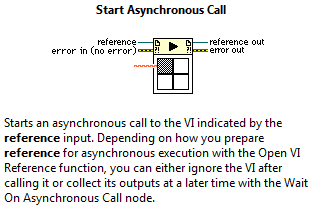 Start Asynchronous Call
reference
reference out
error in (no error)
error out
Starts an asynchronous call to the VI indicated by the
reference input. Depending on how you prepare
reference for asynchronous execution with the Open VI
Reference function, you can either ignore the VI after
calling it or collect its outputs at a later time with the Wait
On Asynchronous Call node.